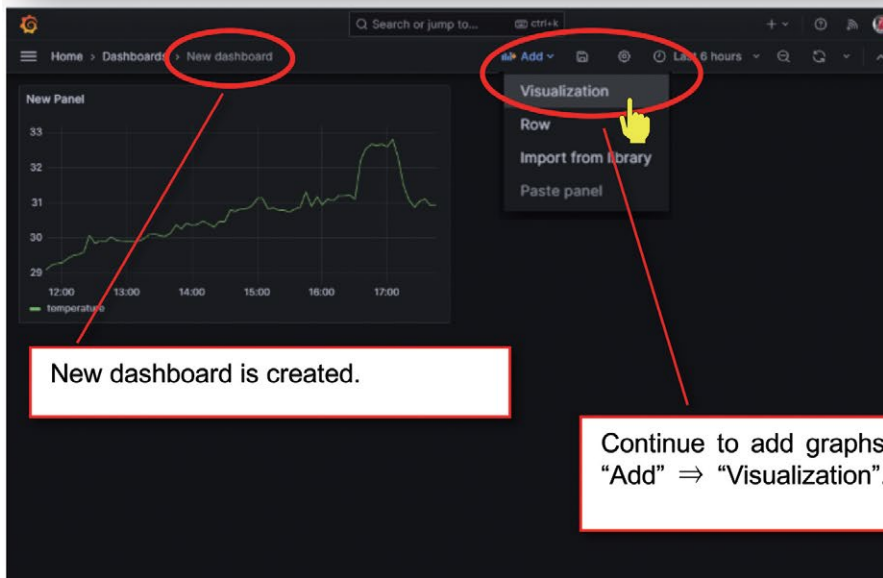 Search or jump to... ctrl+k
Home > Dashboards > New dashboard
Add Last 6 hours
New Panel
Visualization
Row
Import from library
Paste panel
33
32
31
30
29
12:00 13:00 14:00 15:00 16:00 17:00
temperature
New dashboard is created.
Continue to add graphs
“Add” ⇒ “Visualization”.